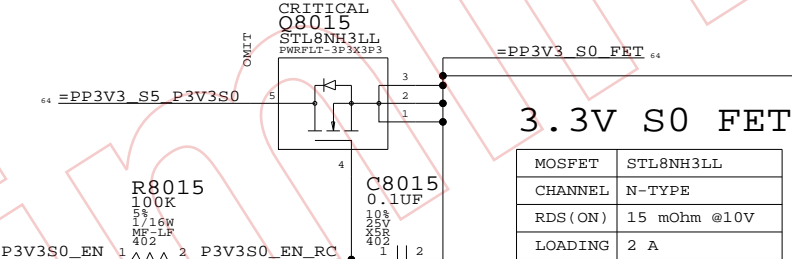 CRITICAL
Q8015
STL8NH3LL
PWRFLT-3P3X3P3
OMIT
=PP3V3_S0_FET 64
64 =PP3V3_S5_P3V3S0
5
3
2
1
4
3.3V S0 FET
MOSFET STL8NH3LL
CHANNEL N-TYPE
RDS(ON) 15 mOhm @10V
LOADING 2 A
R8015
100K
5%
1/16W
MF-LF
402
C8015
0.1UF
10%
25V
X5R
402
P3V3S0_EN 1 2 P3V3S0_EN_RC 1 2